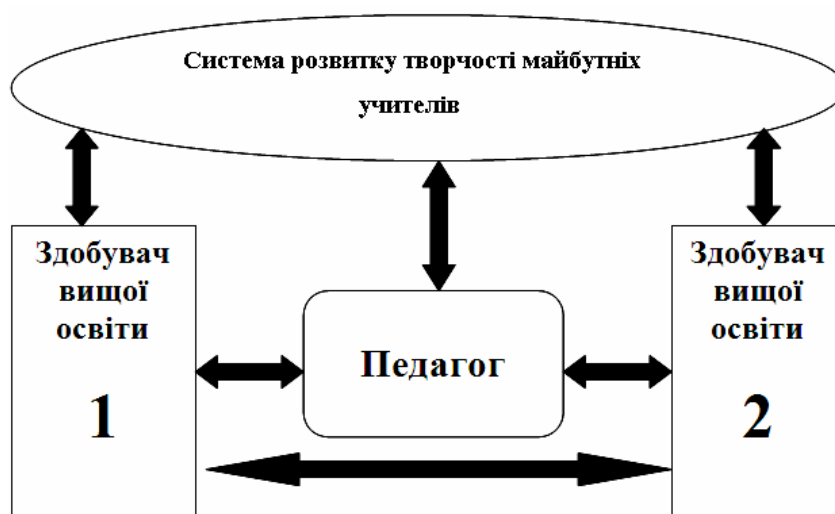 Система розвитку творчості майбутніх
учителів
Здобувач
вищої
освіти
1
Педагог
Здобувач
вищої
освіти
2